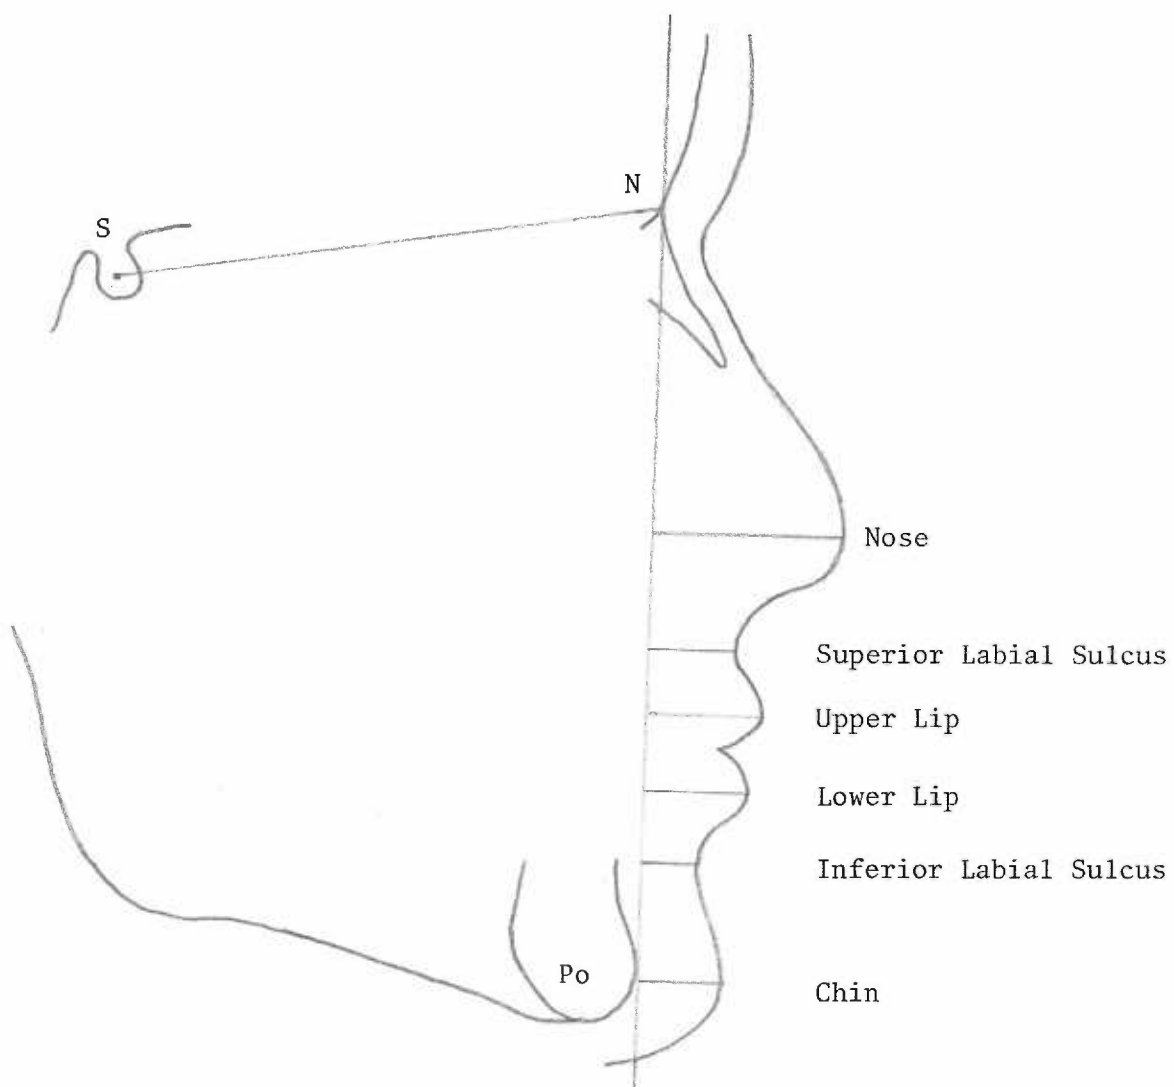 N
S
Nose
Superior Labial Sulcus
Upper Lip
Lower Lip
Inferior Labial Sulcus
Po
Chin